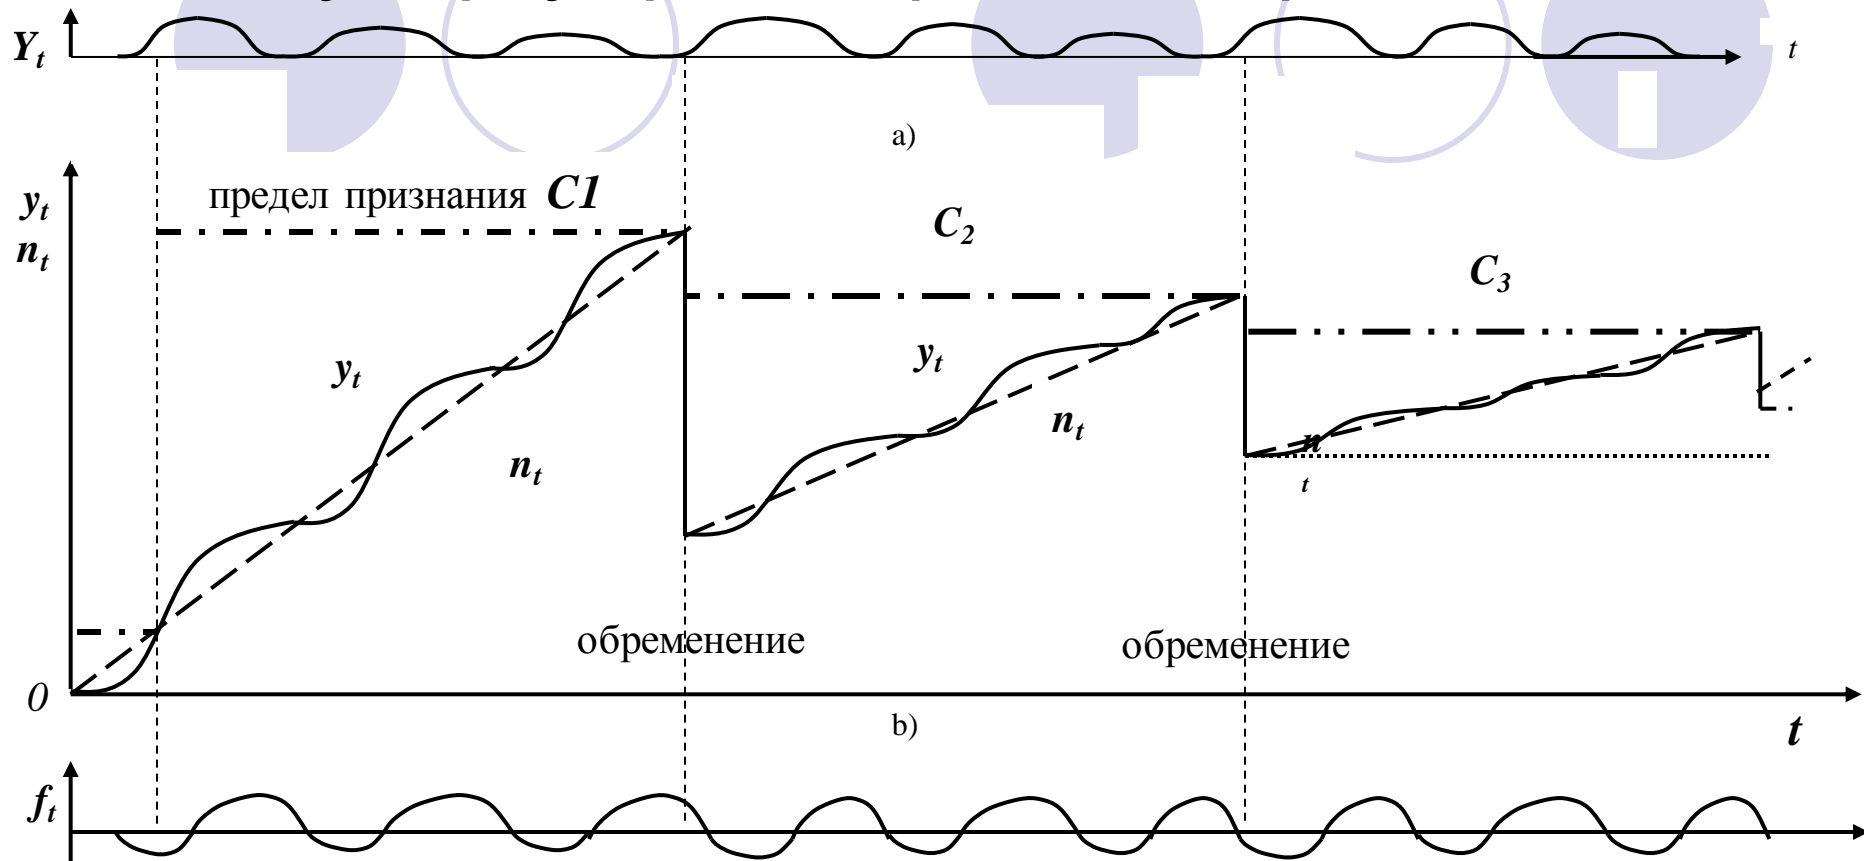 Y_t
t
a)
y_t
n_t
предел признания C1
C_2
C_3
y_t
y_t
n_t
n_t
n
t
обременение
обременение
0
b)
t
f_t